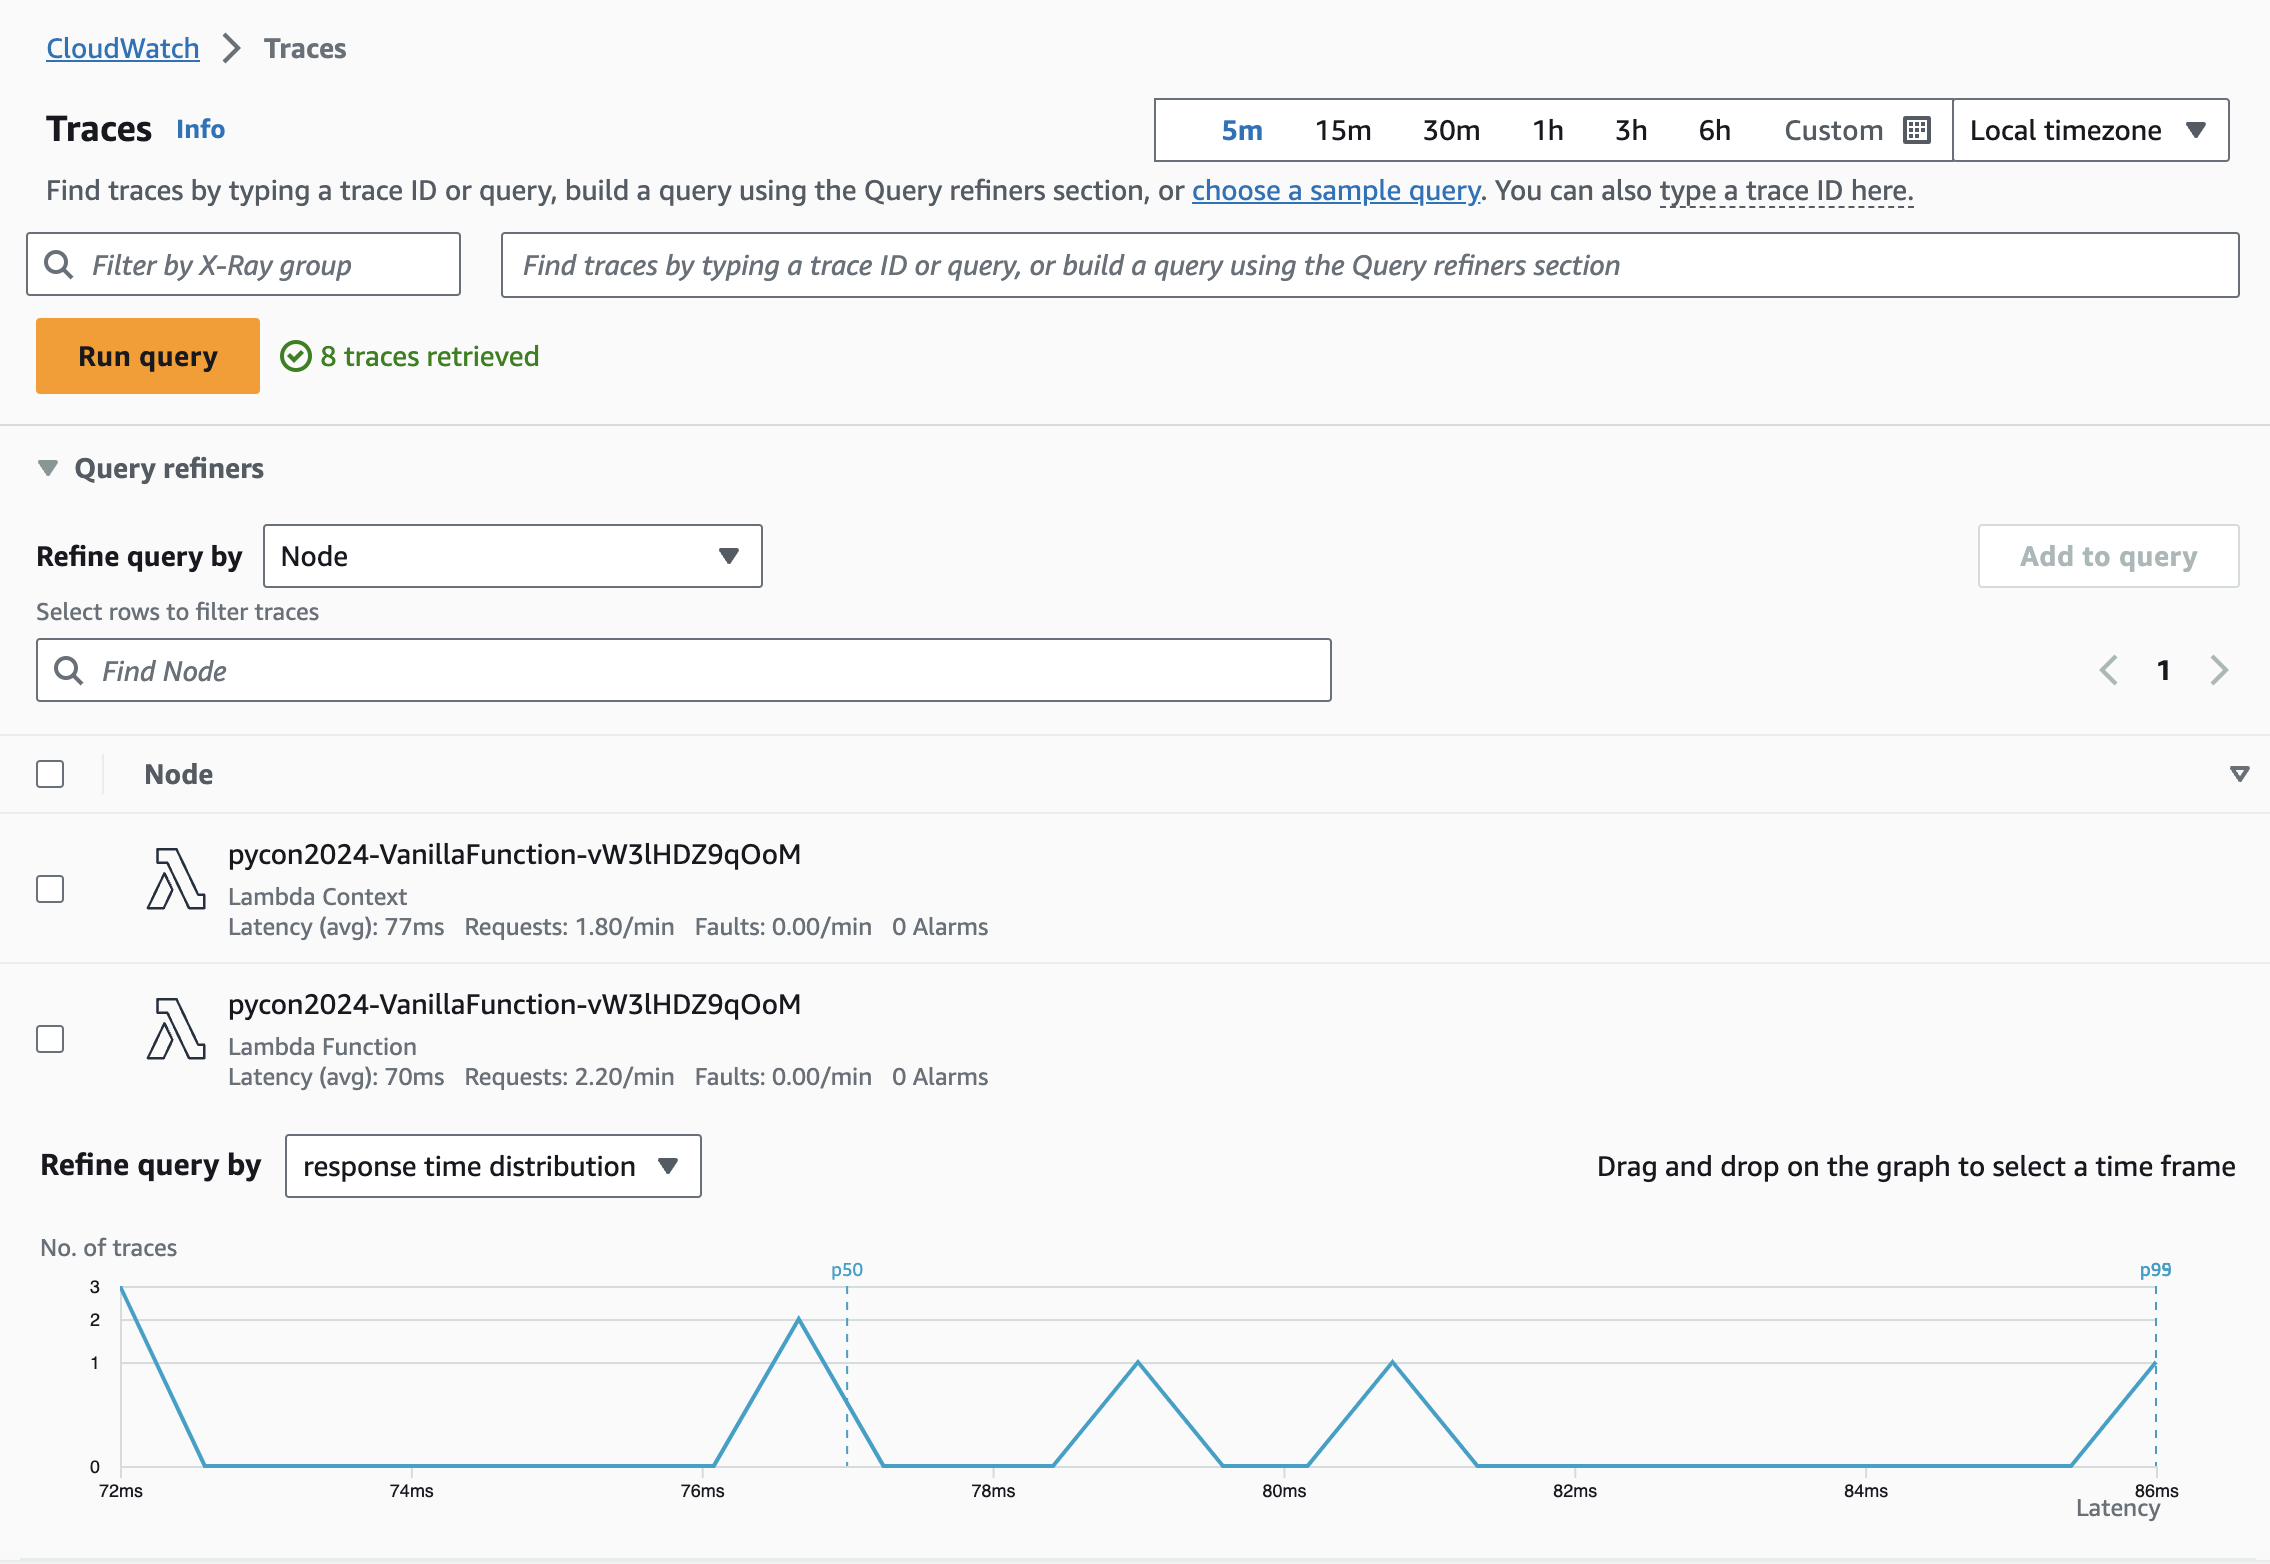 CloudWatch > Traces
Traces Info
5m 15m 30m 1h 3h 6h Custom Local timezone
Find traces by typing a trace ID or query, build a query using the Query refiners section, or choose a sample query. You can also type a trace ID here.
Filter by X-Ray group
Find traces by typing a trace ID or query, or build a query using the Query refiners section
Run query
8 traces retrieved
Query refiners
Refine query by Node
Add to query
Select rows to filter traces
Find Node
1
Node
pycon2024-VanillaFunction-vW3lHDZ9qOoM
Lambda Context
Latency (avg): 77ms Requests: 1.80/min Faults: 0.00/min 0 Alarms
pycon2024-VanillaFunction-vW3lHDZ9qOoM
Lambda Function
Latency (avg): 70ms Requests: 2.20/min Faults: 0.00/min 0 Alarms
Refine query by response time distribution
Drag and drop on the graph to select a time frame
No. of traces
p50 p99
3
2
1
0
72ms 74ms 76ms 78ms 80ms 82ms 84ms 86ms
Latency